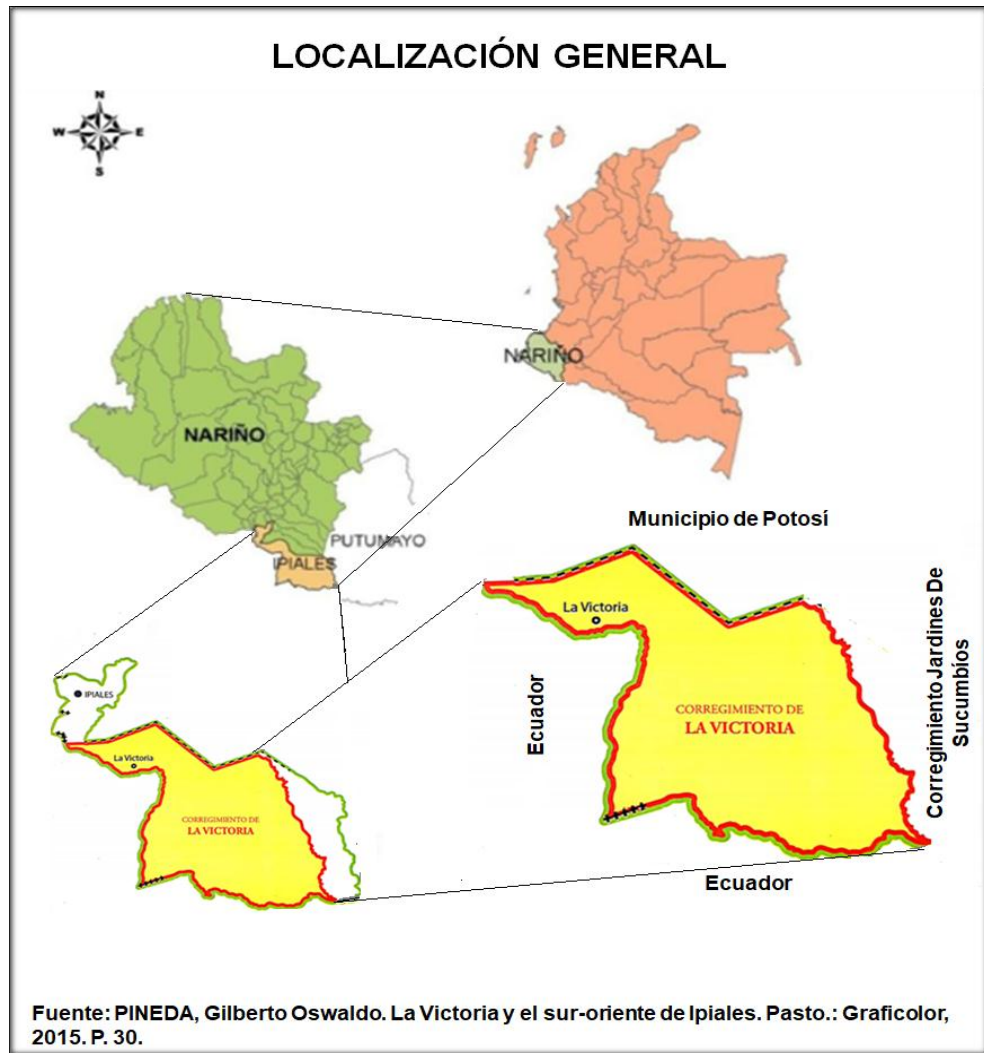 LOCALIZACIÓN GENERAL
N
W E
S
NARIÑO
NARIÑO
PUTUMAYO
IPIALES
Municipio de Potosí
La Victoria
CORREGIMIENTO DE
LA VICTORIA
Ecuador
Corregimiento Jardines De
Sucumbíos
Ecuador
IPIALES
La Victoria
CORREGIMIENTO DE
LA VICTORIA
Fuente: PINEDA, Gilberto Oswaldo. La Victoria y el sur-oriente de Ipiales. Pasto.: Graficolor,
2015. P. 30.